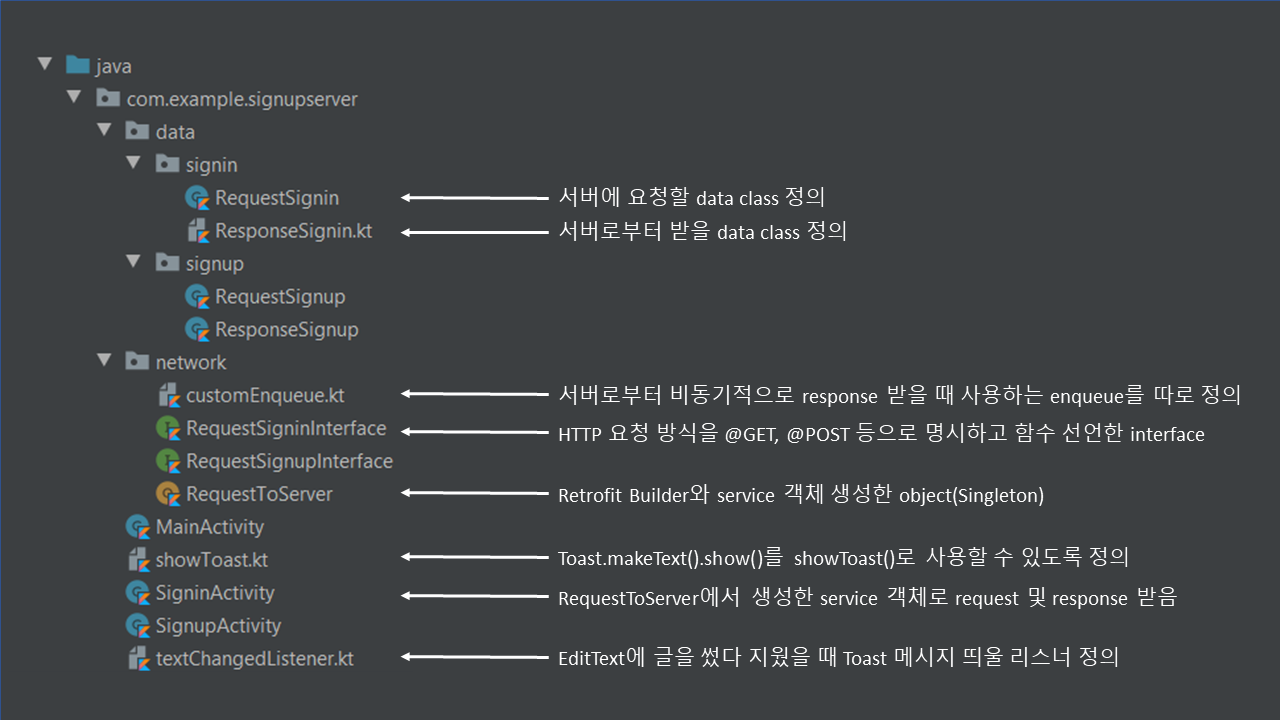 java
com.example.signupserver
data
signin
RequestSignin 서버에 요청할 data class 정의
ResponseSignin.kt 서버로부터 받을 data class 정의
signup
RequestSignup
ResponseSignup
network
customEnqueue.kt 서버로부터 비동기적으로 response 받을 때 사용하는 enqueue를 따로 정의
RequestSigninInterface HTTP 요청 방식을 @GET, @POST 등으로 명시하고 함수 선언한 interface
RequestSignupInterface
RequestToServer Retrofit Builder와 service 객체 생성한 object(Singleton)
MainActivity
showToast.kt Toast.makeText().show()를 showToast()로 사용할 수 있도록 정의
SigninActivity RequestToServer에서 생성한 service 객체로 request 및 response 받음
SignupActivity
textChangedListener.kt EditText에 글을 썼다 지웠을 때 Toast 메시지 띄울 리스너 정의